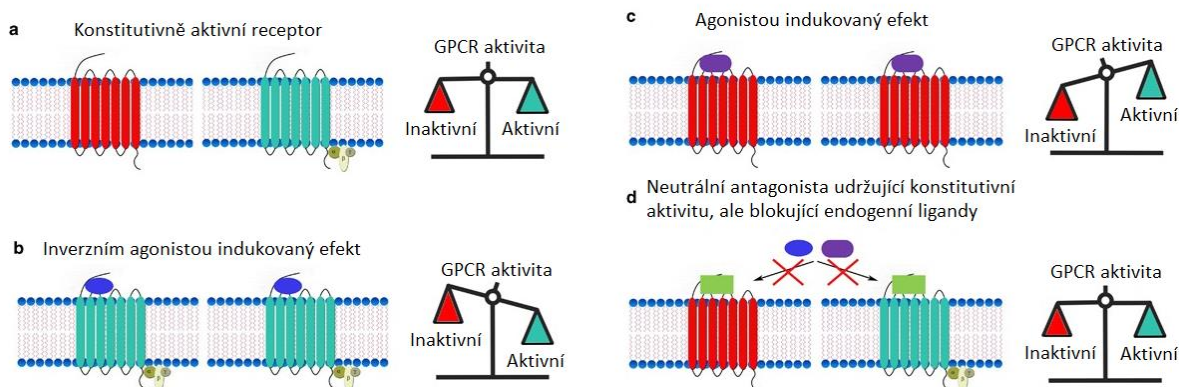 a
Konstitutivně aktivní receptor
GPCR aktivita
Inaktivní
Aktivní
b
Inverzním agonistou indukovaný efekt
GPCR aktivita
Inaktivní
Aktivní
c
Agonistou indukovaný efekt
GPCR aktivita
Inaktivní
Aktivní
d
Neutrální antagonista udržující konstitutivní
aktivitu, ale blokující endogenní ligandy
GPCR aktivita
Inaktivní
Aktivní